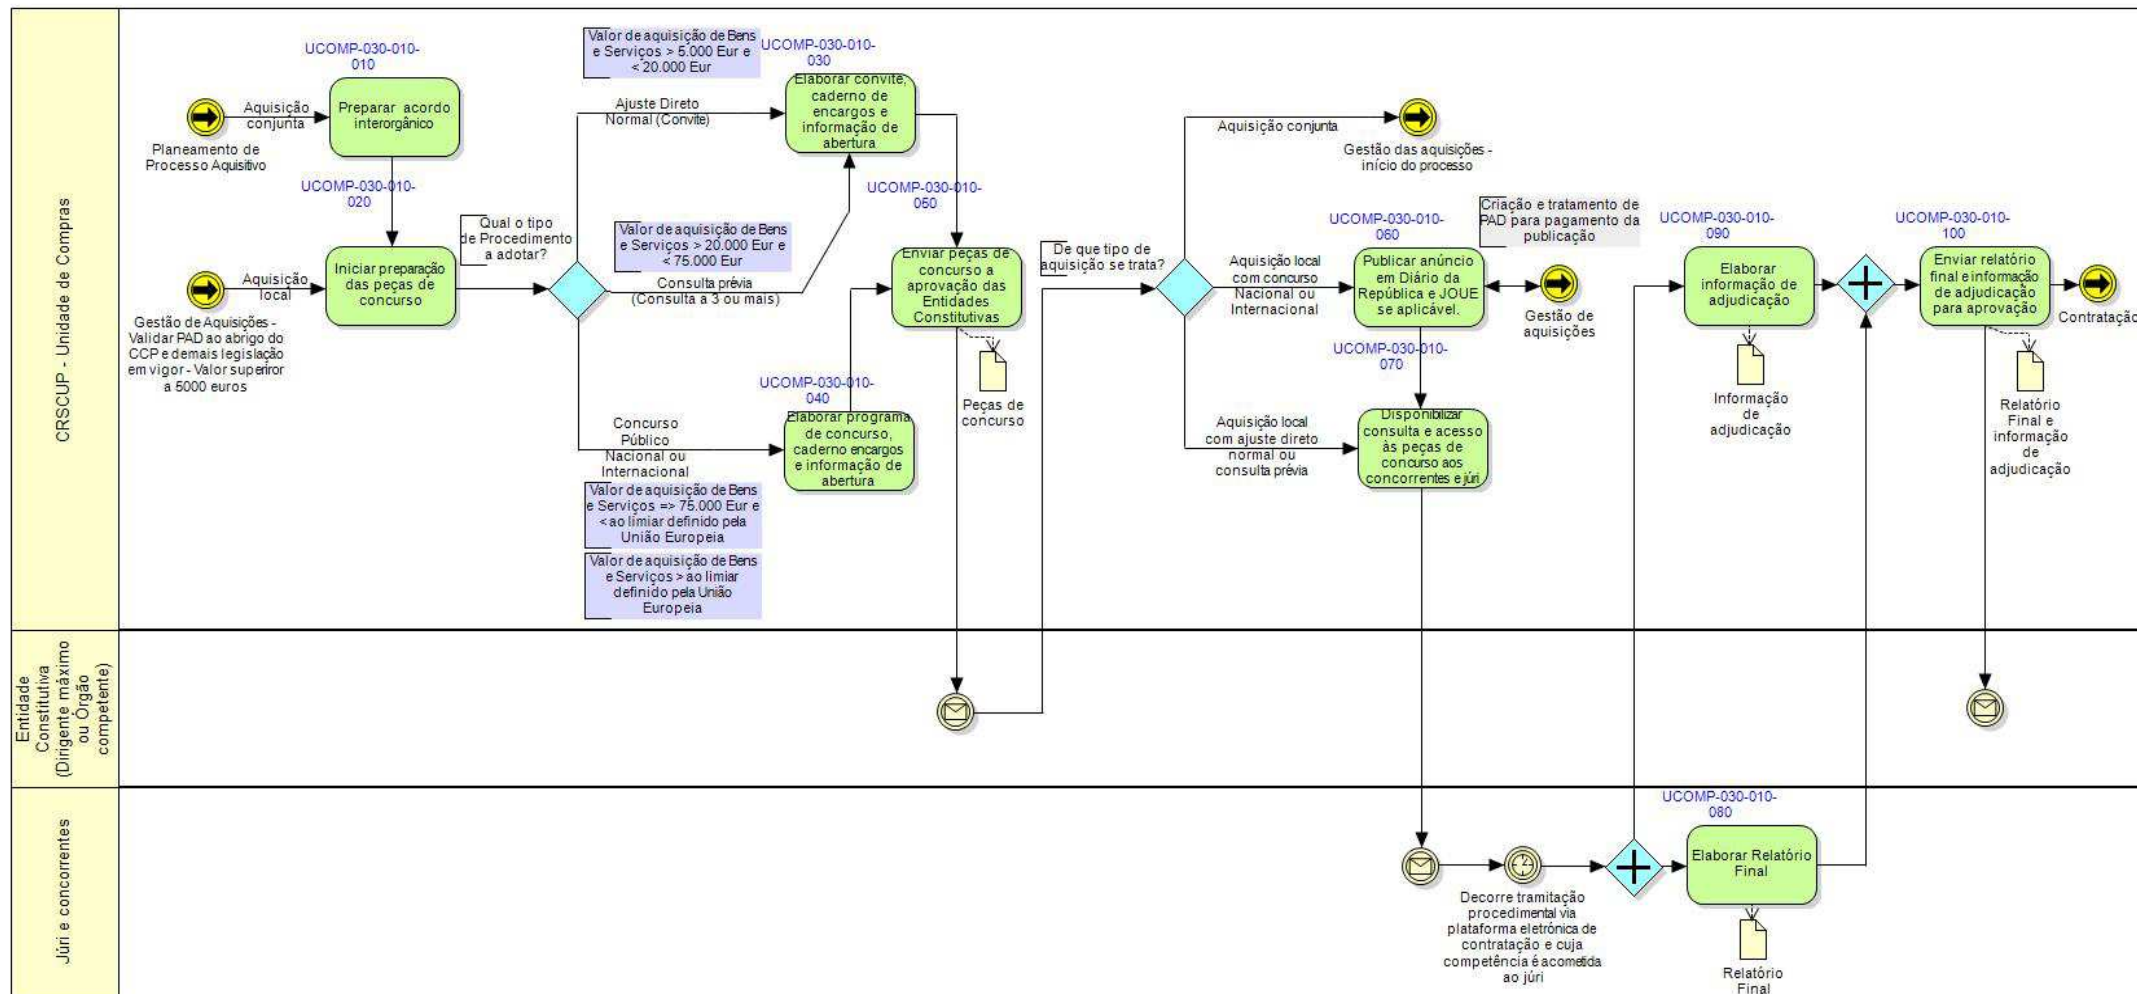 CRSCUP - Unidade de Compras
UCOMP-030-010-
010
Preparar acordo
interorgânico
Aquisição
conjunta
Planeamento de
Processo Aquisitivo
UCOMP-030-010-
020
Iniciar preparação
das peças de
concurso
Aquisição
local
Gestão de Aquisições -
Validar PAD ao abrigo do
CCP e demais legislação
em vigor - Valor superiror
a 5000 euros
Qual o tipo
de Procedimento
a adotar?
Valor de aquisição de Bens
e Serviços > 5.000 Eur e
< 20.000 Eur
Ajuste Direto
Normal (Convite)
UCOMP-030-010-
030
Elaborar convite,
caderno de
encargos e
informação de
abertura
Valor de aquisição de Bens
e Serviços > 20.000 Eur e
< 75.000 Eur
Consulta prévia
(Consulta a 3 ou mais)
Concurso
Público
Nacional ou
Internacional
Valor de aquisição de Bens
e Serviços => 75.000 Eur e
< ao limiar definido pela
União Europeia
Valor de aquisição de Bens
e Serviços > ao limiar
definido pela União
Europeia
UCOMP-030-010-
040
Elaborar programa
de concurso,
caderno encargos
e informação de
abertura
UCOMP-030-010-
050
Enviar peças de
concurso a
aprovação das
Entidades
Constitutivas
Peças de
concurso
De que tipo de
aquisição se trata?
Aquisição conjunta
Gestão das aquisições -
início do processo
Aquisição local
com concurso
Nacional ou
Internacional
UCOMP-030-010-
060
Publicar anúncio
em Diário da
República e JOUE
se aplicável.
Criação e tratamento de
PAD para pagamento da
publicação
Gestão de
aquisições
UCOMP-030-010-
070
Aquisição local
com ajuste direto
normal ou
consulta prévia
Disponibilizar
consulta e acesso
às peças de
concurso aos
concorrentes e júri
UCOMP-030-010-
090
Elaborar
informação de
adjudicação
Informação
de
adjudicação
UCOMP-030-010-
100
Enviar relatório
final e informação
de adjudicação
para aprovação
Contratação
Relatório
Final e
informação
de
adjudicação
Entidade
Constitutiva
(Dirigente máximo
ou Órgão
competente)
Júri e concorrentes
Decorre tramitação
procedimental via
plataforma eletrónica de
contratação e cuja
competência é acometida
ao júri
UCOMP-030-010-
080
Elaborar Relatório
Final
Relatório
Final